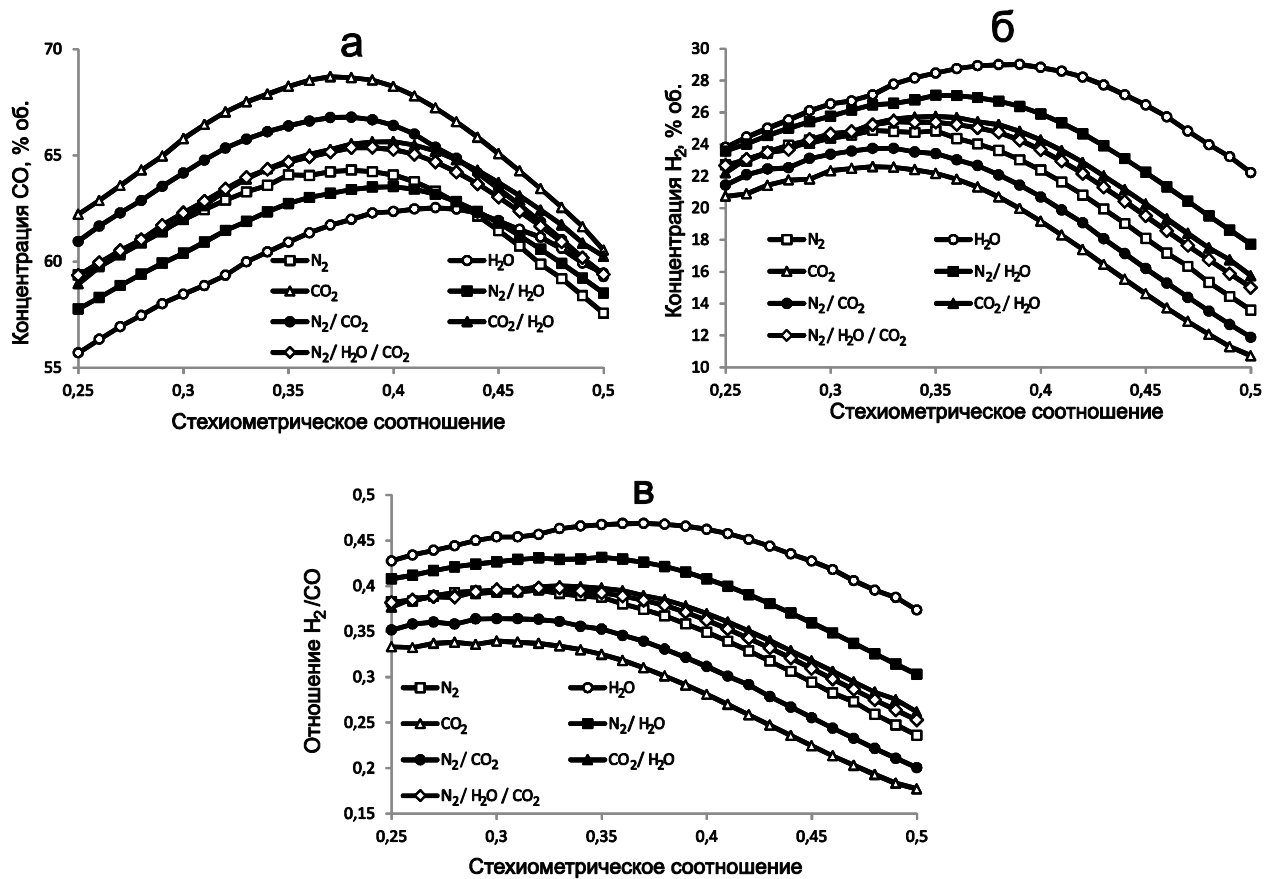 а
Концентрация CO, % об.
70
65
60
55
N2
H2O
CO2
N2/ H2O
N2/ CO2
CO2/ H2O
N2/ H2O / CO2
0,25
0,3
0,35
0,4
0,45
0,5
Стехиометрическое соотношение
б
Концентрация H2, % об.
30
28
26
24
22
20
18
16
14
12
10
N2
H2O
CO2
N2/ H2O
N2/ CO2
CO2/ H2O
N2/ H2O / CO2
0,25
0,3
0,35
0,4
0,45
0,5
Стехиометрическое соотношение
в
Отношение H2/CO
0,5
0,45
0,4
0,35
0,3
0,25
0,2
0,15
N2
H2O
CO2
N2/ H2O
N2/ CO2
CO2/ H2O
N2/ H2O / CO2
0,25
0,3
0,35
0,4
0,45
0,5
Стехиометрическое соотношение